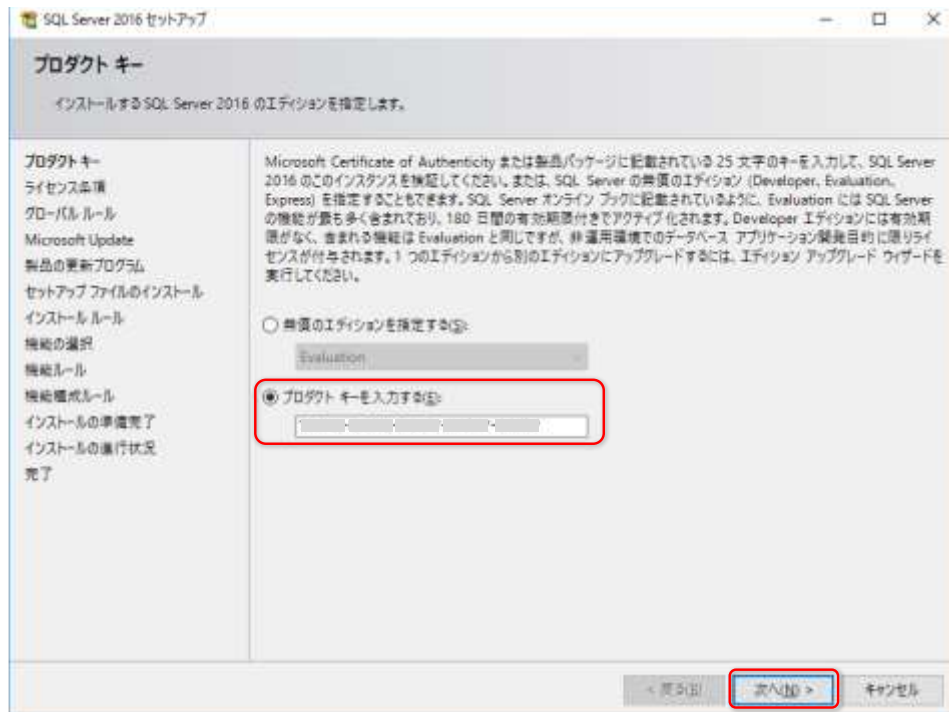 SQL Server 2016 セットアップ
プロダクト キー
インストールする SQL Server 2016 のエディションを指定します。
プロダクト キー
ライセンス条項
グローバル ルール
Microsoft Update
製品の更新プログラム
セットアップ ファイルのインストール
インストール ルール
機能の選択
機能ルール
機能構成ルール
インストールの準備完了
インストールの進行状況
完了
Microsoft Certificate of Authenticity または製品パッケージに記載されている 25 文字のキーを入力して、SQL Server
2016 のこのインスタンスを検証してください。または、SQL Server の無償のエディション (Developer、Evaluation、
Express) を指定することもできます。SQL Server オンライン ブックに記載されているように、Evaluation には SQL Server
の機能が最も多く含まれており、180 日間の有効期限付きでアクティブ化されます。Developer エディションには有効期
限がなく、含まれる機能は Evaluation と同じですが、非運用環境でのデータベース アプリケーション開発目的に限りライ
センスが付与されます。1 つのエディションから別のエディションにアップグレードするには、エディション アップグレード ウィザードを
実行してください。
無償のエディションを指定する(S):
Evaluation
プロダクト キーを入力する(E):
< 戻る(B)
次へ(N) >
キャンセル